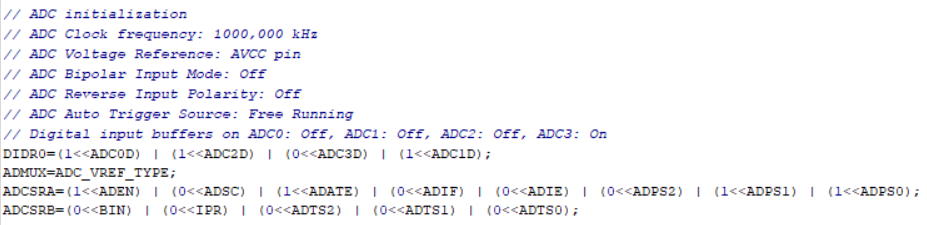 // ADC initialization
// ADC Clock frequency: 1000,000 kHz
// ADC Voltage Reference: AVCC pin
// ADC Bipolar Input Mode: Off
// ADC Reverse Input Polarity: Off
// ADC Auto Trigger Source: Free Running
// Digital input buffers on ADC0: Off, ADC1: Off, ADC2: Off, ADC3: On
DIDR0=(1<<ADC0D) | (1<<ADC2D) | (0<<ADC3D) | (1<<ADC1D);
ADMUX=ADC_VREF_TYPE;
ADCSRA=(1<<ADEN) | (0<<ADSC) | (1<<ADATE) | (0<<ADIF) | (0<<ADIE) | (0<<ADPS2) | (1<<ADPS1) | (1<<ADPS0);
ADCSRB=(0<<BIN) | (0<<IPR) | (0<<ADTS2) | (0<<ADTS1) | (0<<ADTS0);